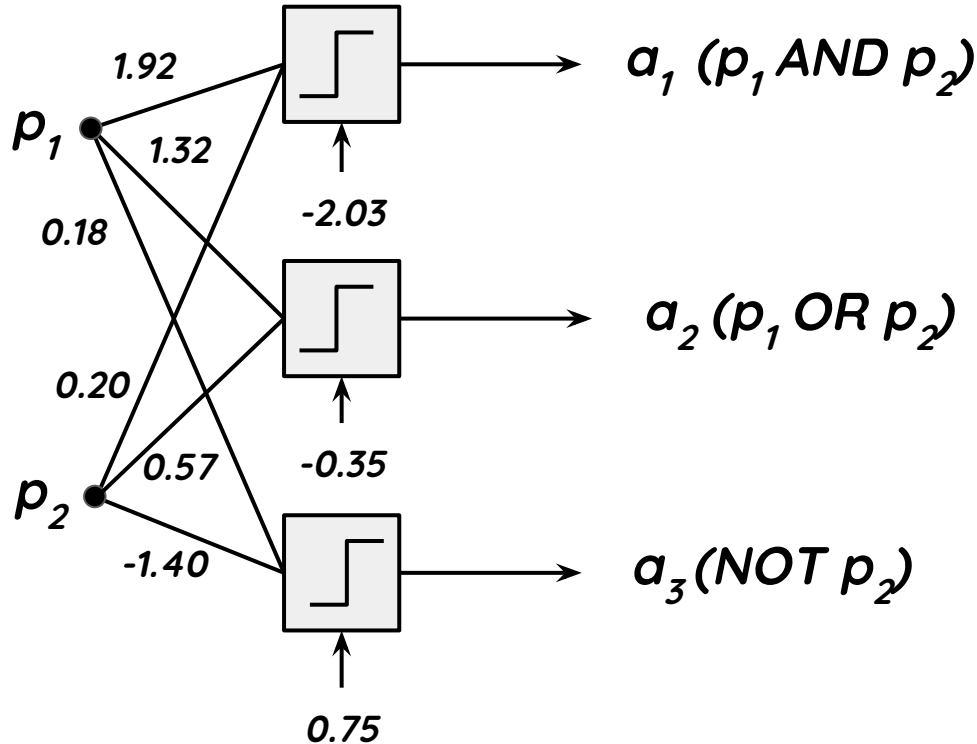 1.92
a1 (p1 AND p2)
p1
1.32
-2.03
0.18
a2 (p1 OR p2)
0.20
0.57
-0.35
p2
-1.40
a3 (NOT p2)
0.75